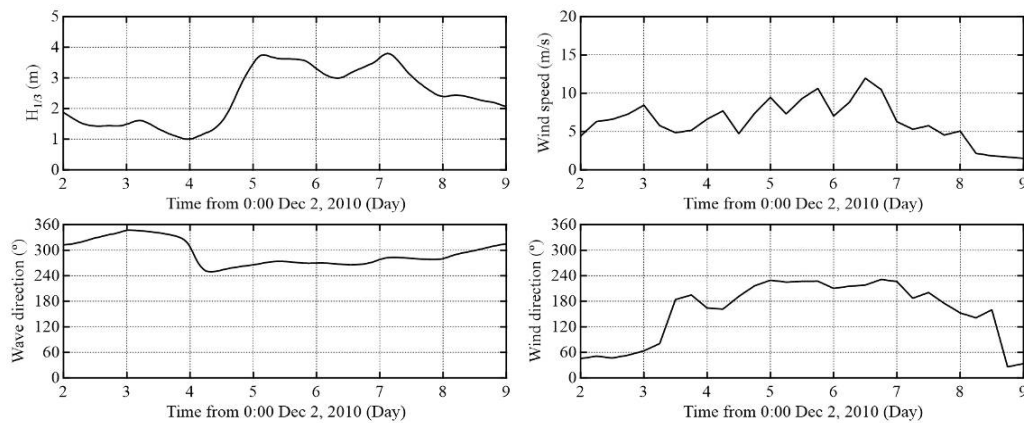 5
4
3
2
1
0
H1/3 (m)
2 3 4 5 6 7 8 9
Time from 0:00 Dec 2, 2010 (Day)
20
15
10
5
0
Wind speed (m/s)
2 3 4 5 6 7 8 9
Time from 0:00 Dec 2, 2010 (Day)
360
300
240
180
120
60
0
Wave direction (°)
2 3 4 5 6 7 8 9
Time from 0:00 Dec 2, 2010 (Day)
360
300
240
180
120
60
0
Wind direction (°)
2 3 4 5 6 7 8 9
Time from 0:00 Dec 2, 2010 (Day)